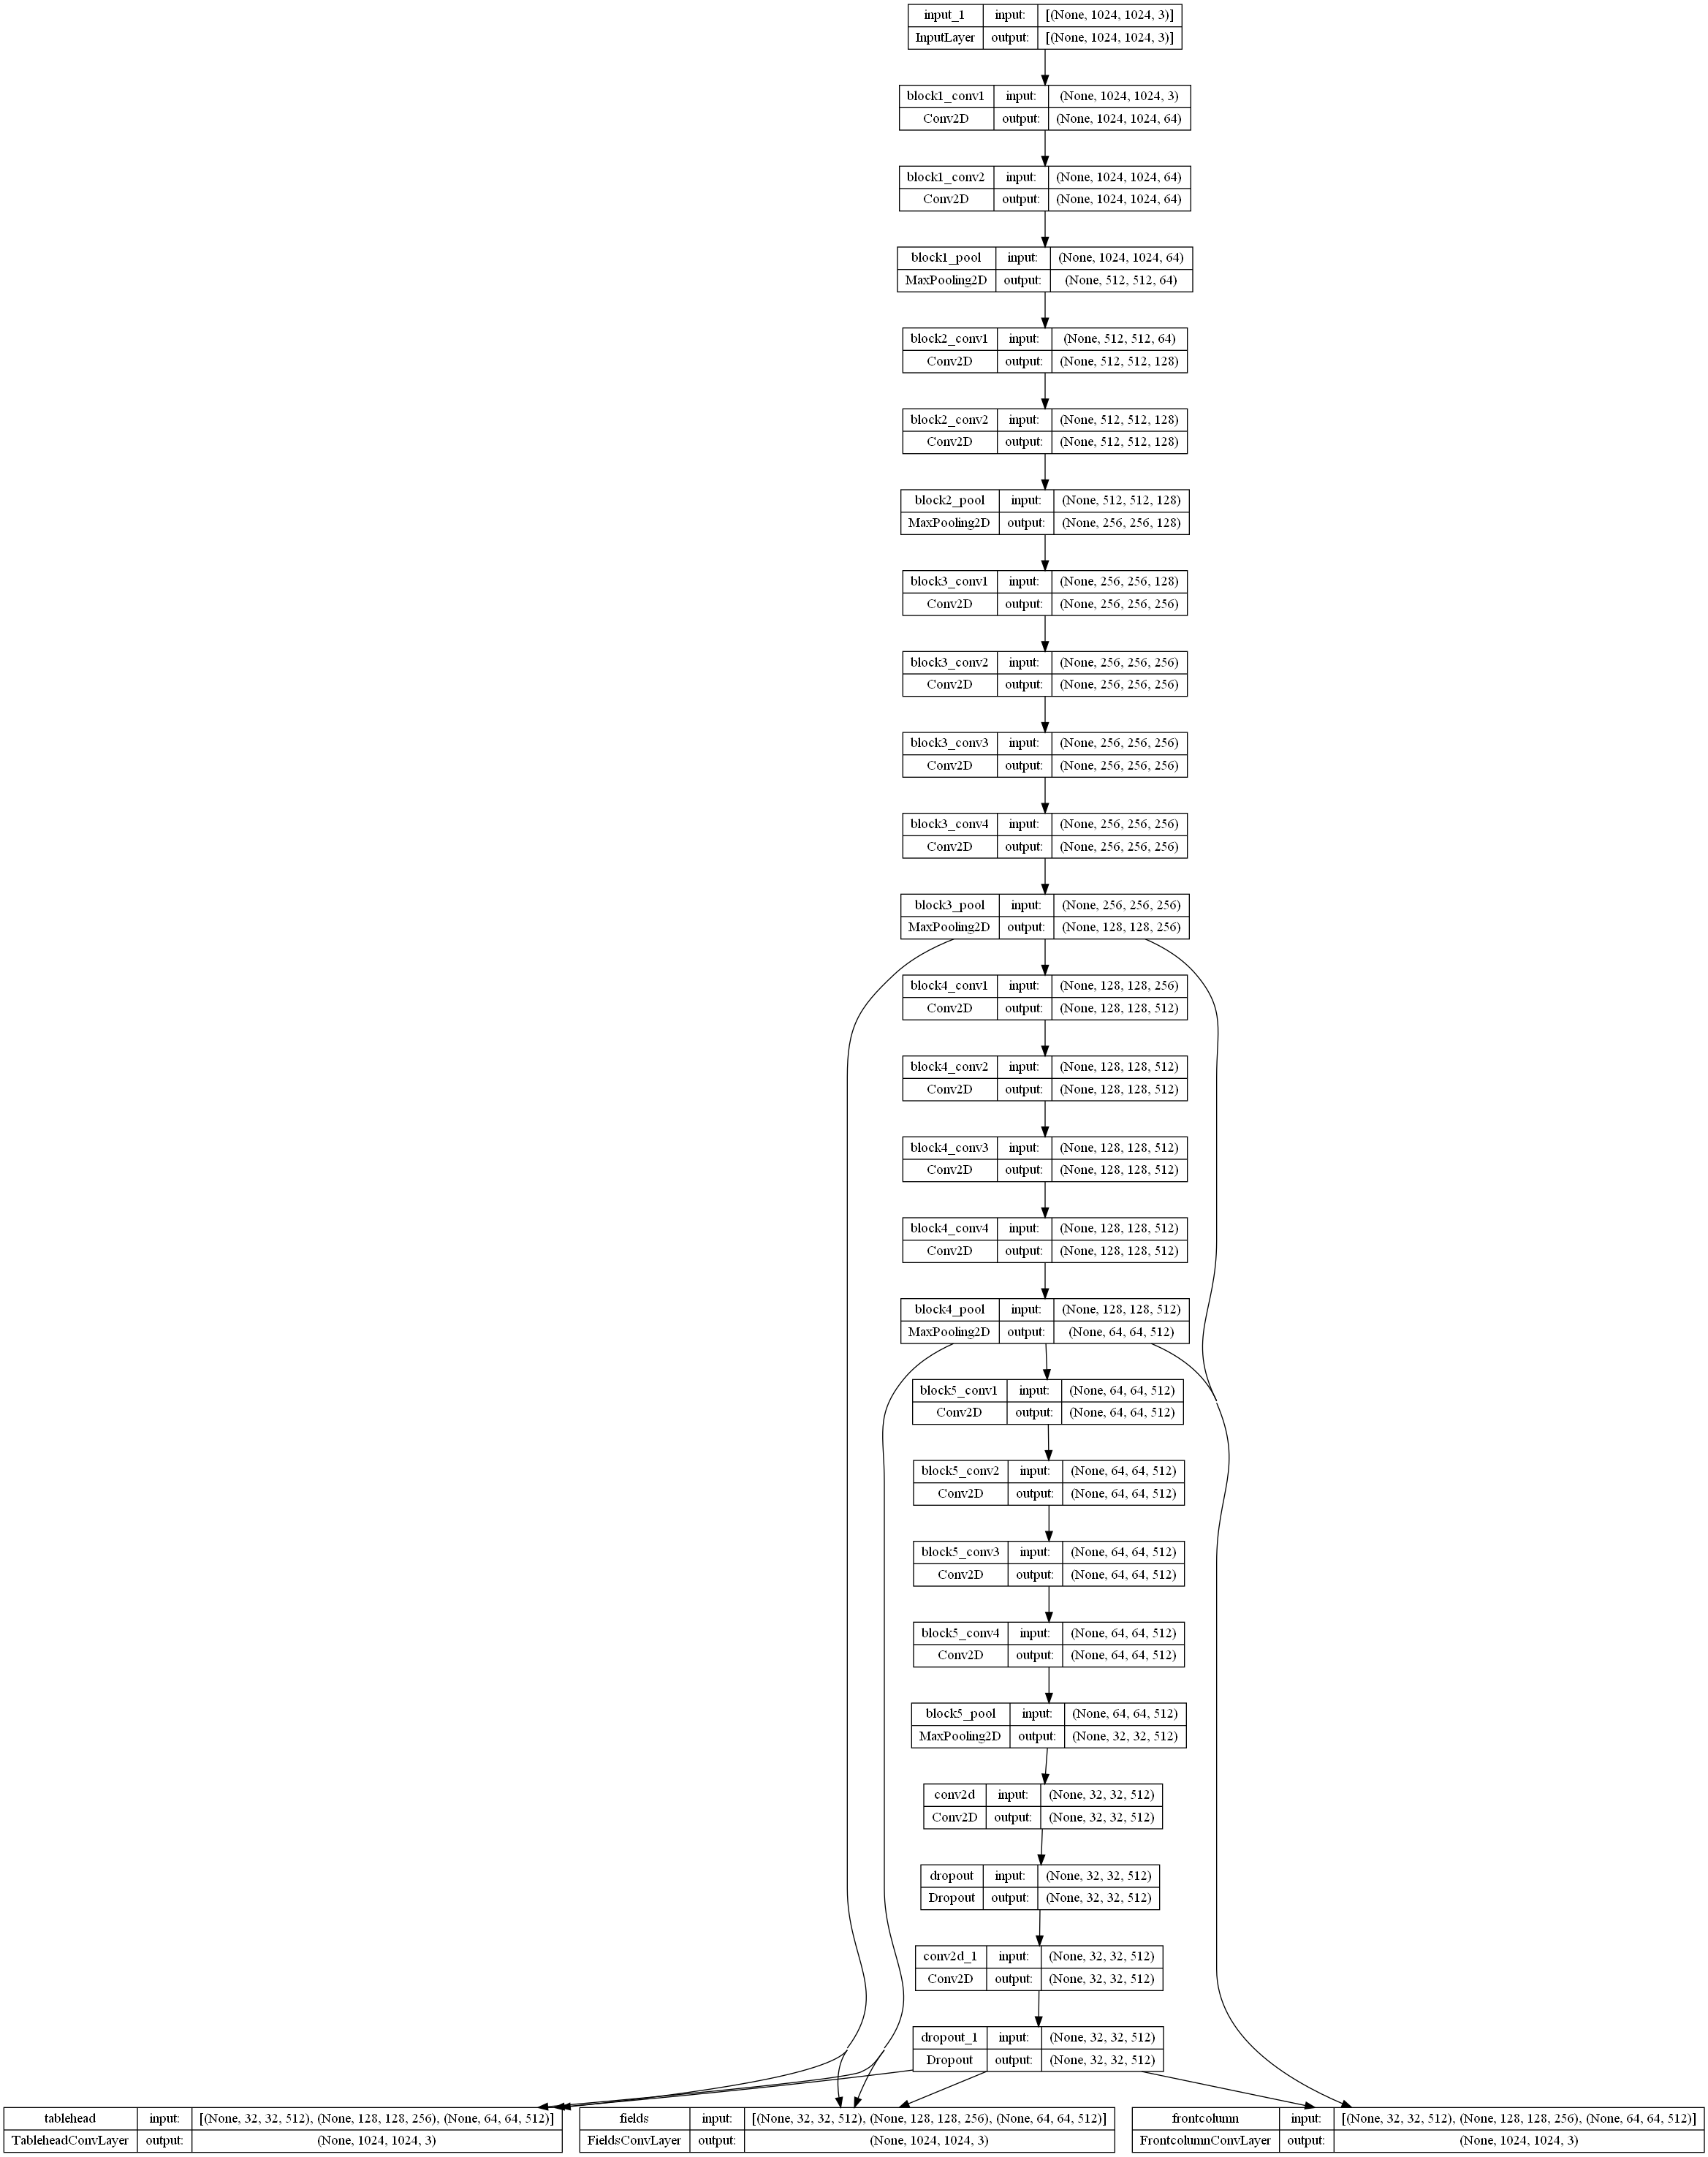 input_1 input: [(None, 1024, 1024, 3)]
InputLayer output: [(None, 1024, 1024, 3)]
block1_conv1 input: (None, 1024, 1024, 3)
Conv2D output: (None, 1024, 1024, 64)
block1_conv2 input: (None, 1024, 1024, 64)
Conv2D output: (None, 1024, 1024, 64)
block1_pool input: (None, 1024, 1024, 64)
MaxPooling2D output: (None, 512, 512, 64)
block2_conv1 input: (None, 512, 512, 64)
Conv2D output: (None, 512, 512, 128)
block2_conv2 input: (None, 512, 512, 128)
Conv2D output: (None, 512, 512, 128)
block2_pool input: (None, 512, 512, 128)
MaxPooling2D output: (None, 256, 256, 128)
block3_conv1 input: (None, 256, 256, 128)
Conv2D output: (None, 256, 256, 256)
block3_conv2 input: (None, 256, 256, 256)
Conv2D output: (None, 256, 256, 256)
block3_conv3 input: (None, 256, 256, 256)
Conv2D output: (None, 256, 256, 256)
block3_conv4 input: (None, 256, 256, 256)
Conv2D output: (None, 256, 256, 256)
block3_pool input: (None, 256, 256, 256)
MaxPooling2D output: (None, 128, 128, 256)
block4_conv1 input: (None, 128, 128, 256)
Conv2D output: (None, 128, 128, 512)
block4_conv2 input: (None, 128, 128, 512)
Conv2D output: (None, 128, 128, 512)
block4_conv3 input: (None, 128, 128, 512)
Conv2D output: (None, 128, 128, 512)
block4_conv4 input: (None, 128, 128, 512)
Conv2D output: (None, 128, 128, 512)
block4_pool input: (None, 128, 128, 512)
MaxPooling2D output: (None, 64, 64, 512)
block5_conv1 input: (None, 64, 64, 512)
Conv2D output: (None, 64, 64, 512)
block5_conv2 input: (None, 64, 64, 512)
Conv2D output: (None, 64, 64, 512)
block5_conv3 input: (None, 64, 64, 512)
Conv2D output: (None, 64, 64, 512)
block5_conv4 input: (None, 64, 64, 512)
Conv2D output: (None, 64, 64, 512)
block5_pool input: (None, 64, 64, 512)
MaxPooling2D output: (None, 32, 32, 512)
conv2d input: (None, 32, 32, 512)
Conv2D output: (None, 32, 32, 512)
dropout input: (None, 32, 32, 512)
Dropout output: (None, 32, 32, 512)
conv2d_1 input: (None, 32, 32, 512)
Conv2D output: (None, 32, 32, 512)
dropout_1 input: (None, 32, 32, 512)
Dropout output: (None, 32, 32, 512)
tablehead input: [(None, 32, 32, 512), (None, 128, 128, 256), (None, 64, 64, 512)]
TableheadConvLayer output: (None, 1024, 1024, 3)
fields input: [(None, 32, 32, 512), (None, 128, 128, 256), (None, 64, 64, 512)]
FieldsConvLayer output: (None, 1024, 1024, 3)
frontcolumn input: [(None, 32, 32, 512), (None, 128, 128, 256), (None, 64, 64, 512)]
FrontcolumnConvLayer output: (None, 1024, 1024, 3)